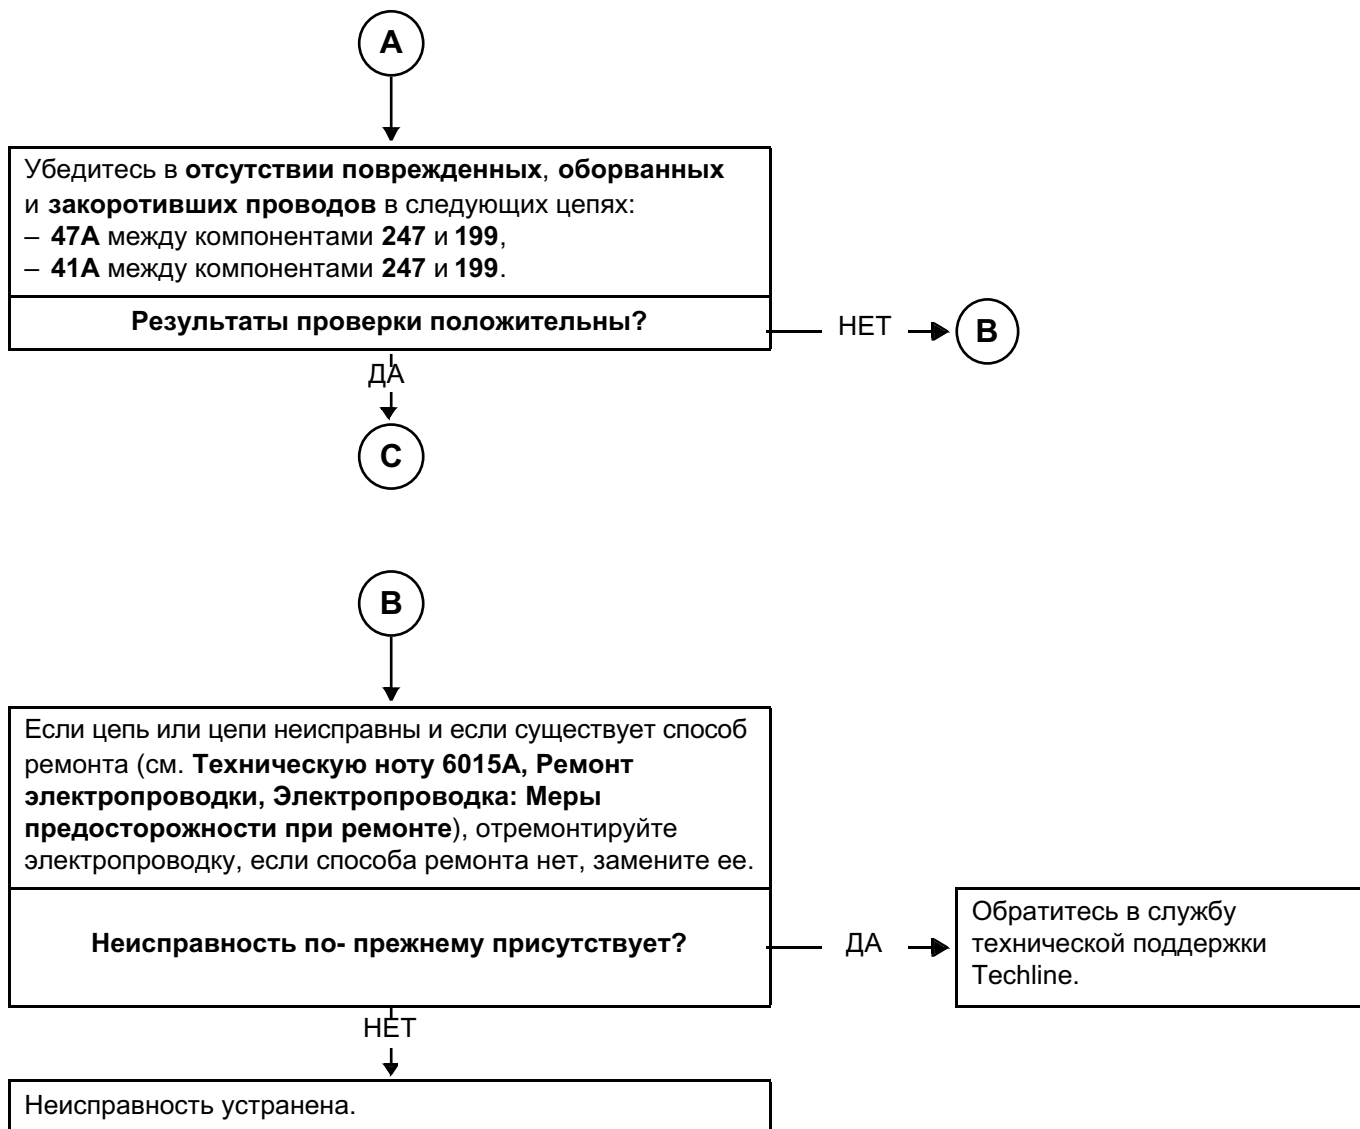 A
Убедитесь в отсутствии поврежденных, оборванных
и закоротивших проводов в следующих цепях:
– 47A между компонентами 247 и 199,
– 41A между компонентами 247 и 199.
Результаты проверки положительны?
НЕТ
B
ДА
C
B
Если цепь или цепи неисправны и если существует способ
ремонта (см. Техническую ноту 6015A, Ремонт
электропроводки, Электропроводка: Меры
предосторожности при ремонте), отремонтируйте
электропроводку, если способа ремонта нет, замените ее.
Неисправность по- прежнему присутствует?
ДА
Обратитесь в службу
технической поддержки
Techline.
НЕТ
Неисправность устранена.